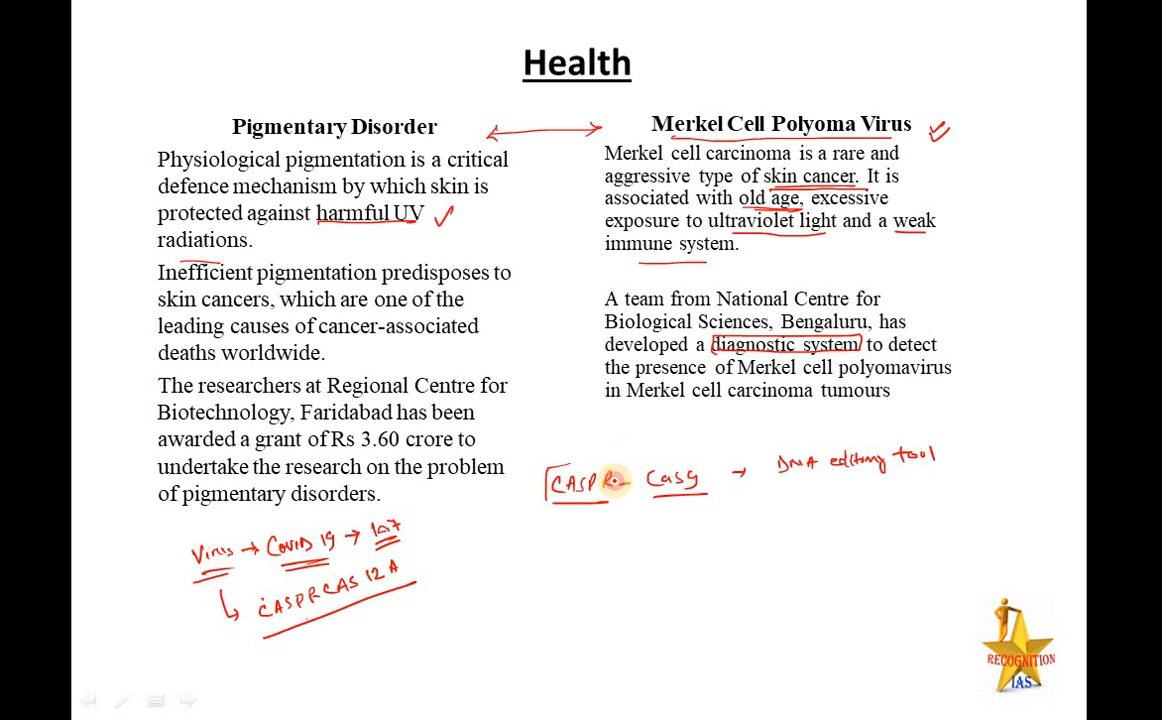 Health
Pigmentary Disorder
Physiological pigmentation is a critical
defence mechanism by which skin is
protected against harmful UV
radiations.
Inefficient pigmentation predisposes to
skin cancers, which are one of the
leading causes of cancer-associated
deaths worldwide.
The researchers at Regional Centre for
Biotechnology, Faridabad has been
awarded a grant of Rs 3.60 crore to
undertake the research on the problem
of pigmentary disorders.
Virus → COVID 19 →
↳ CASPRCAS 12 A
Merkel Cell Polyoma Virus
Merkel cell carcinoma is a rare and
aggressive type of skin cancer. It is
associated with old age, excessive
exposure to ultraviolet light and a weak
immune system.
A team from National Centre for
Biological Sciences, Bengaluru, has
developed a diagnostic system to detect
the presence of Merkel cell polyomavirus
in Merkel cell carcinoma tumours
CASPR- Cas9 → DNA editing tool
RECOGNITION
IAS